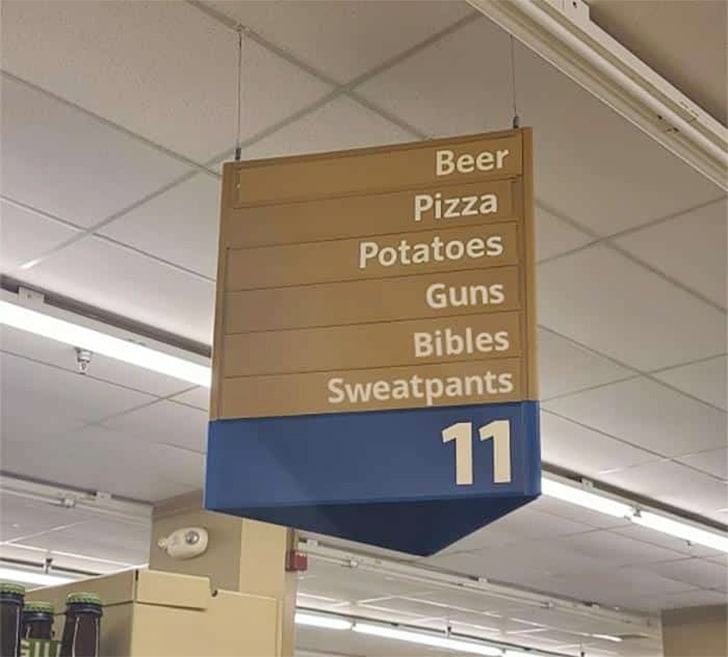 Beer
Pizza
Potatoes
Guns
Bibles
Sweatpants
11